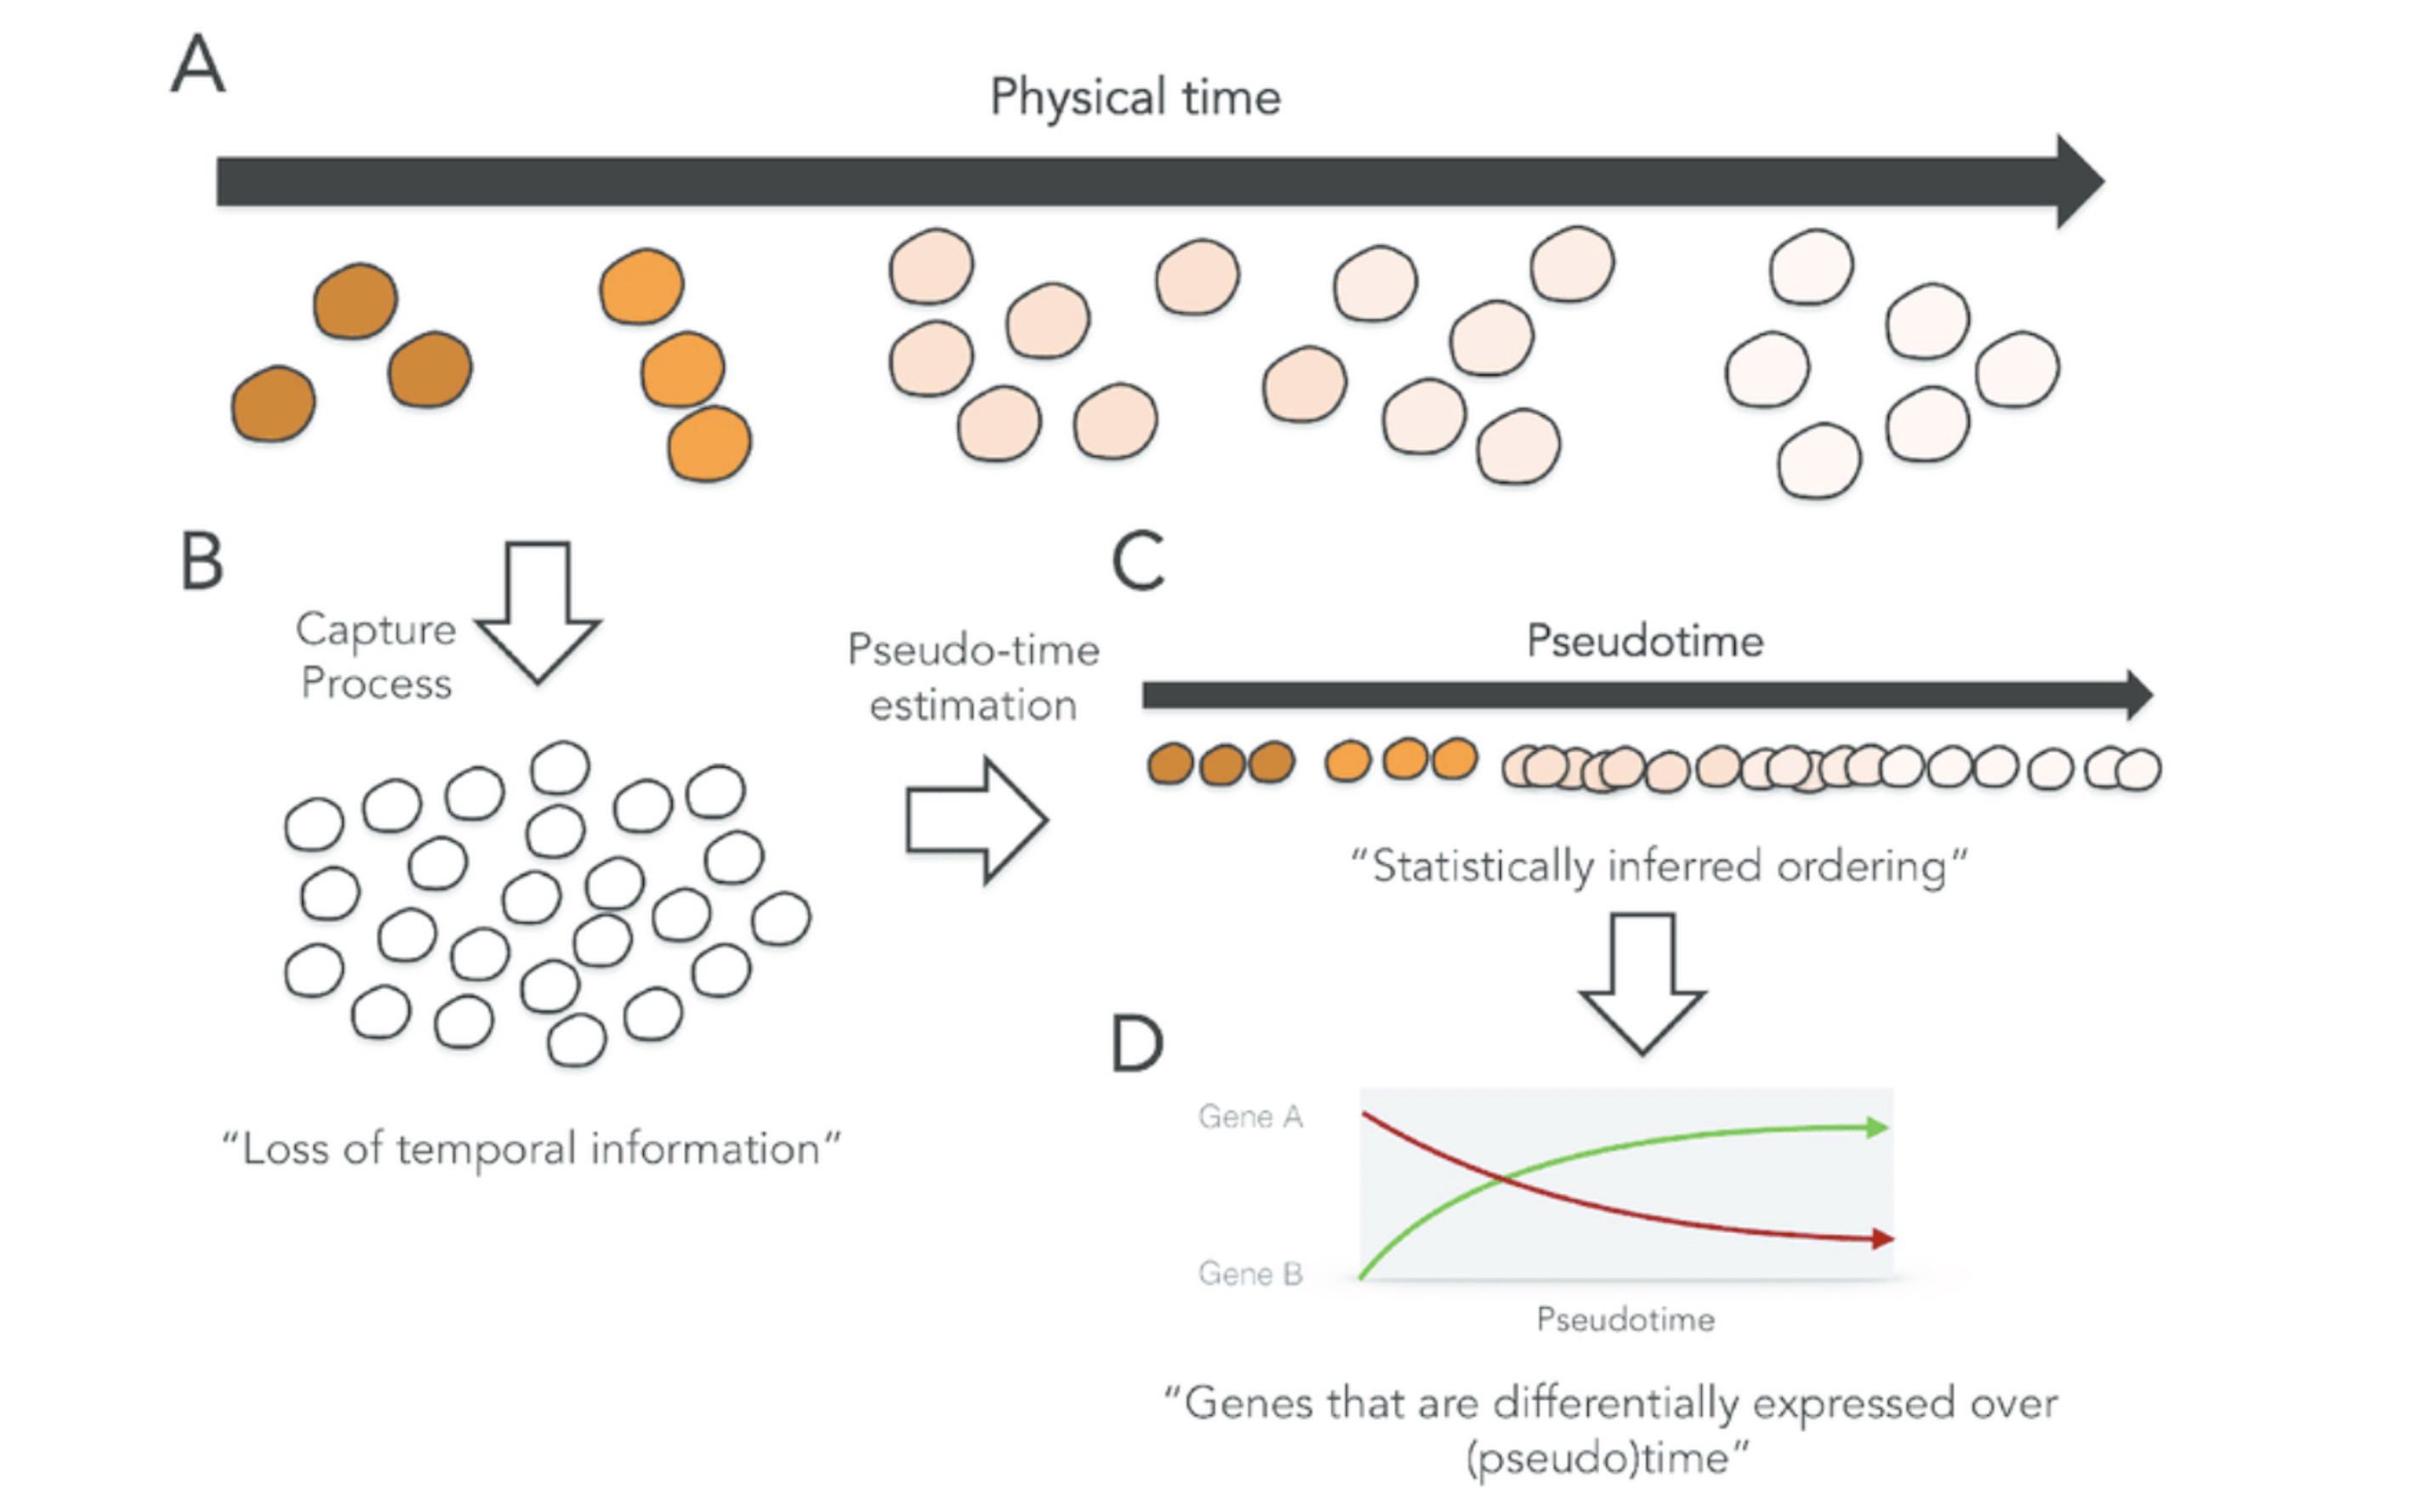 A
Physical time
B
Capture
Process
“Loss of temporal information”
Pseudo-time
estimation
C
Pseudotime
“Statistically inferred ordering”
D
Gene A
Gene B
Pseudotime
“Genes that are differentially expressed over
(pseudo)time”